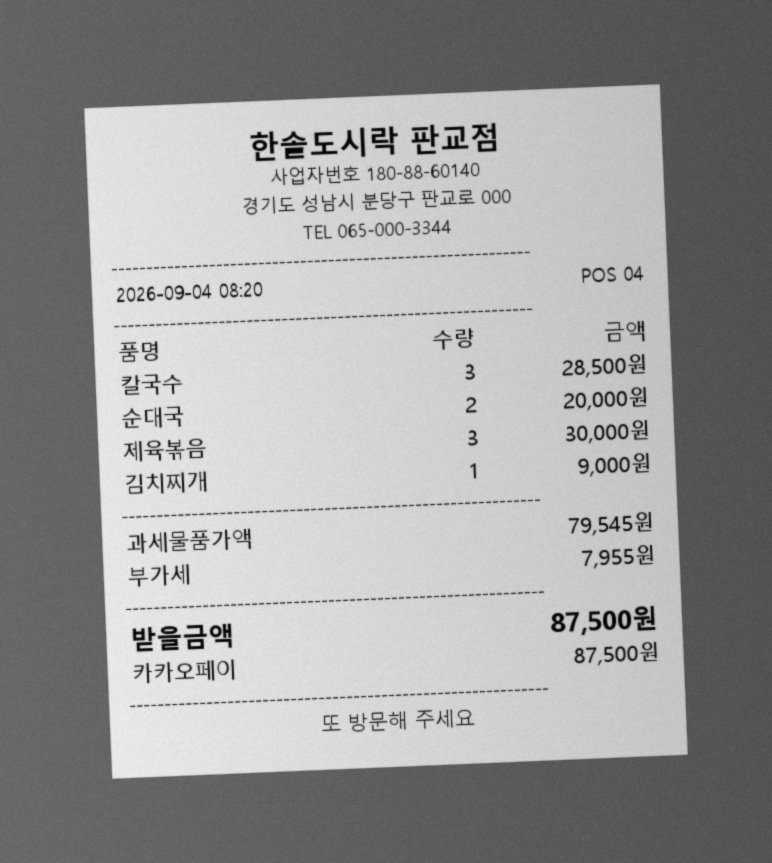 한솥도시락 판교점
사업자번호 180-88-60140
경기도 성남시 분당구 판교로 000
TEL 065-000-3344
--------------------------------------------------------
2026-09-04 08:20 POS 04
--------------------------------------------------------
품명 수량 금액
칼국수 3 28,500원
순대국 2 20,000원
제육볶음 3 30,000원
김치찌개 1 9,000원
--------------------------------------------------------
과세물품가액 79,545원
부가세 7,955원
--------------------------------------------------------
받을금액 87,500원
카카오페이 87,500원
--------------------------------------------------------
또 방문해 주세요